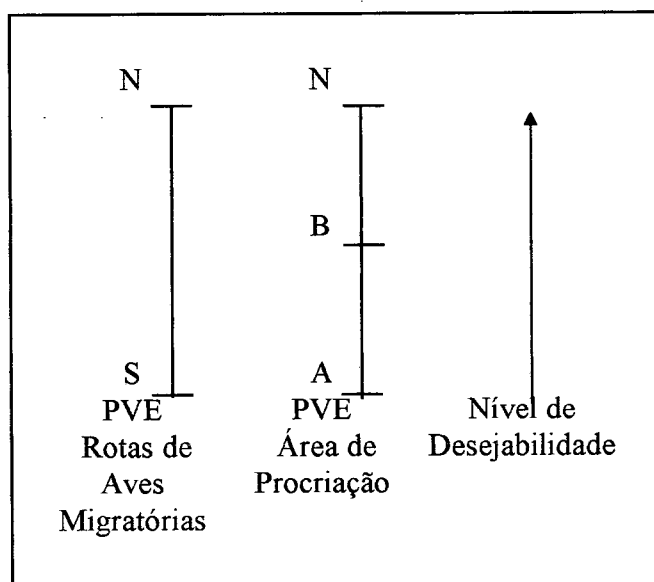 N
N
B
S
A
PVE
Rotas de
Aves
Migratórias
PVE
Área de
Procriação
Nível de
Desejabilidade